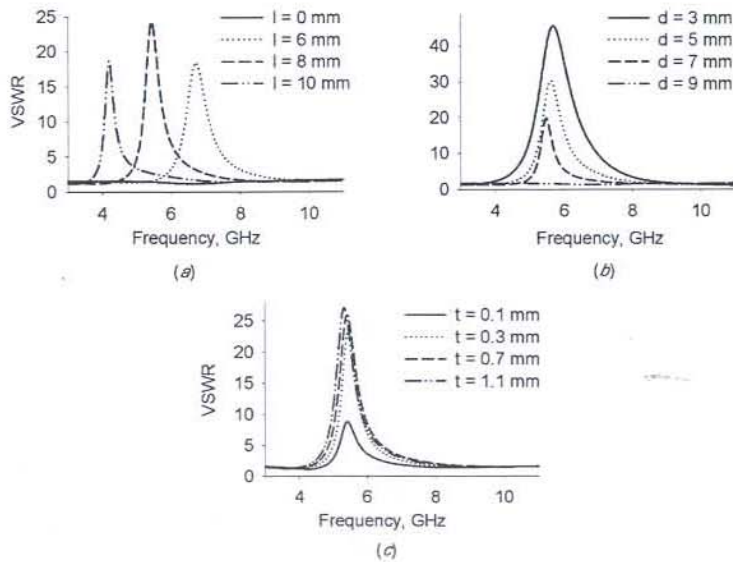 25
20
15
10
5
0
VSWR
l = 0 mm
l = 6 mm
l = 8 mm
l = 10 mm
4 6 8 10
Frequency, GHz
(a)
40
30
20
10
0
d = 3 mm
d = 5 mm
d = 7 mm
d = 9 mm
4 6 8 10
Frequency, GHz
(b)
25
20
15
10
5
0
VSWR
t = 0.1 mm
t = 0.3 mm
t = 0.7 mm
t = 1.1 mm
4 6 8 10
Frequency, GHz
(c)